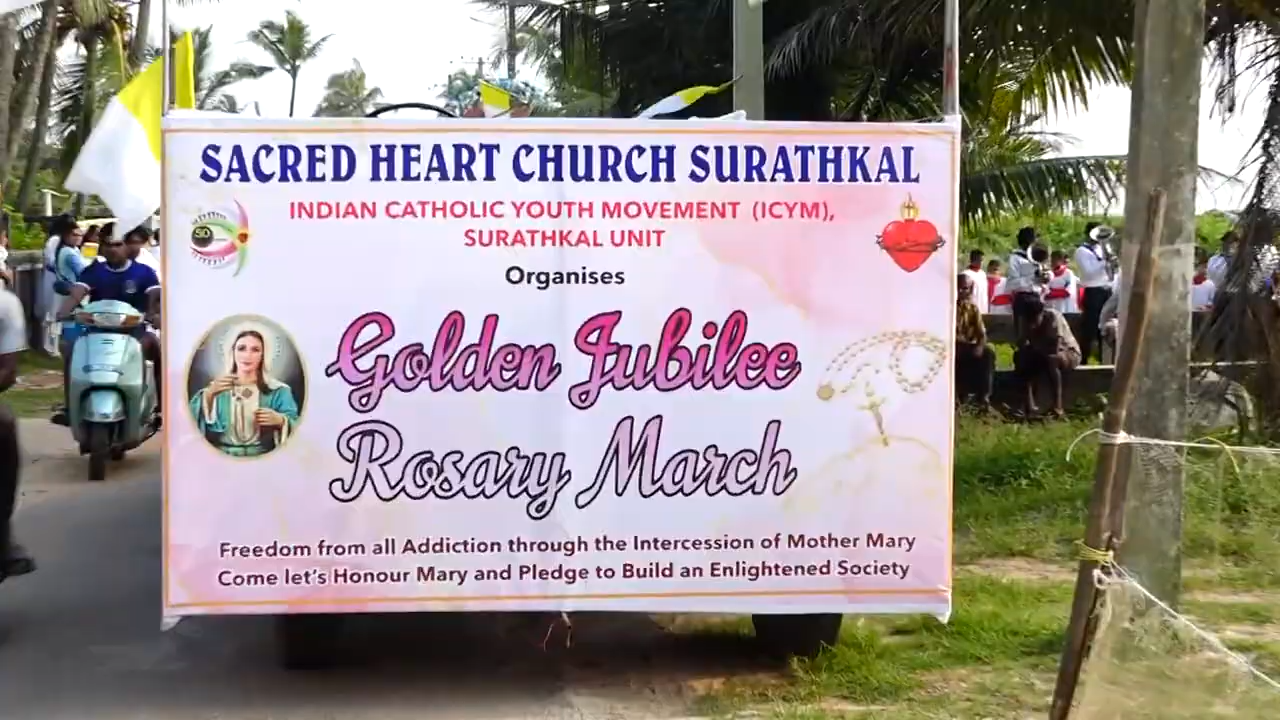 SACRED HEART CHURCH SURATHKAL
INDIAN CATHOLIC YOUTH MOVEMENT (ICYM),
SURATHKAL UNIT
Organises
50
Golden Jubilee
Rosary March
Freedom from all Addiction through the Intercession of Mother Mary
Come let's Honour Mary and Pledge to Build an Enlightened Society